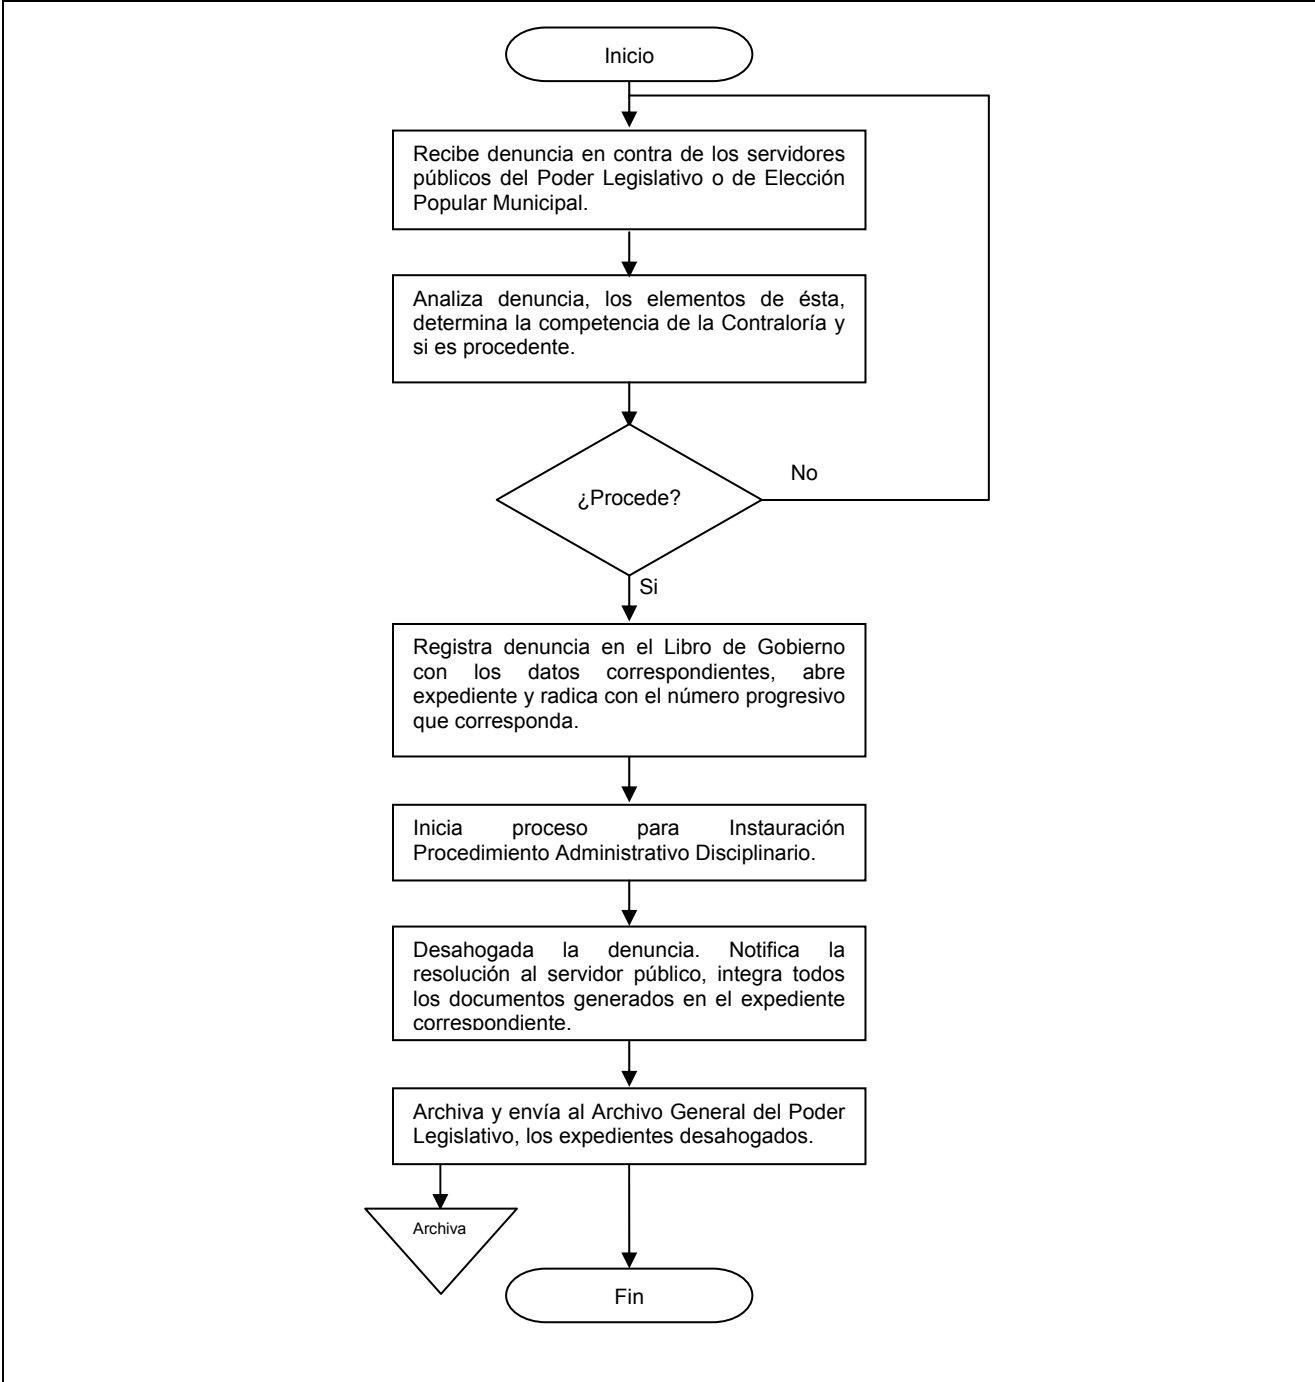 Inicio
Recibe denuncia en contra de los servidores
públicos del Poder Legislativo o de Elección
Popular Municipal.
Analiza denuncia, los elementos de ésta,
determina la competencia de la Contraloría y
si es procedente.
No
¿Procede?
Si
Registra denuncia en el Libro de Gobierno
con los datos correspondientes, abre
expediente y radica con el número progresivo
que corresponda.
Inicia proceso para Instauración
Procedimiento Administrativo Disciplinario.
Desahogada la denuncia. Notifica la
resolución al servidor público, integra todos
los documentos generados en el expediente
correspondiente.
Archiva y envía al Archivo General del Poder
Legislativo, los expedientes desahogados.
Archiva
Fin